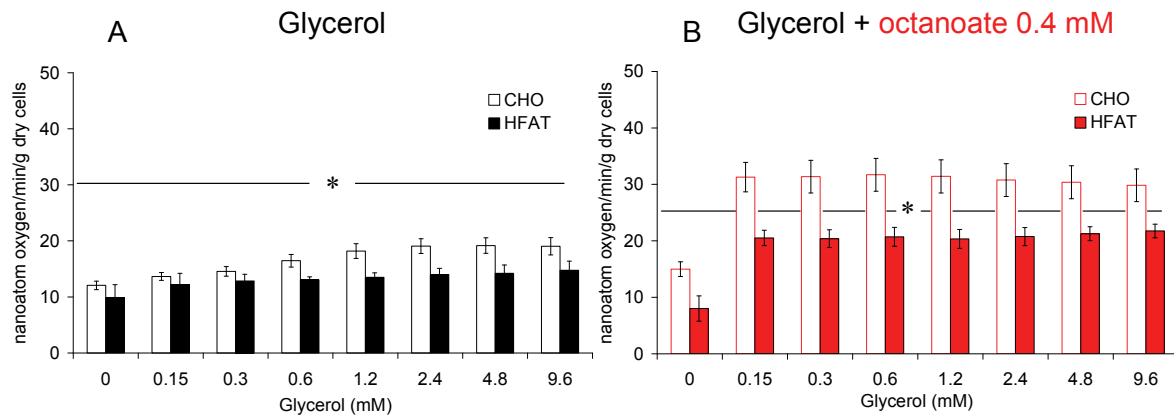 A
Glycerol
nanoatom oxygen/min/g dry cells
50
40
30
20
10
0
CHO
HFAT
*
0 0.15 0.3 0.6 1.2 2.4 4.8 9.6
Glycerol (mM)
B
Glycerol + octanoate 0.4 mM
nanoatom oxygen/min/g dry cells
50
40
30
20
10
0
CHO
HFAT
*
0 0.15 0.3 0.6 1.2 2.4 4.8 9.6
Glycerol (mM)